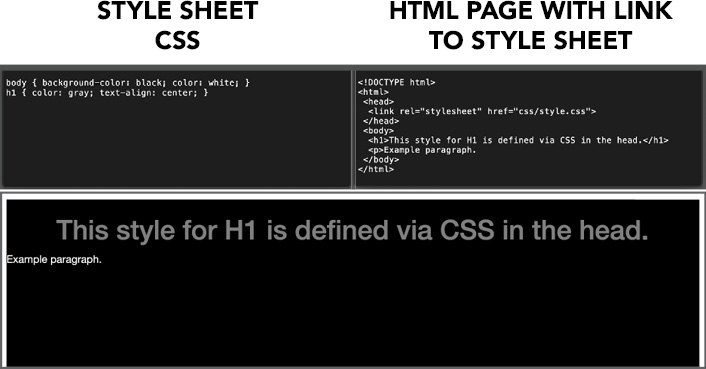 STYLE SHEET
CSS
HTML PAGE WITH LINK
TO STYLE SHEET
body { background-color: black; color: white; }
h1 { color: gray; text-align: center; }
<!DOCTYPE html>
<html>
<head>
<link rel="stylesheet" href="css/style.css">
</head>
<body>
<h1>This style for H1 is defined via CSS in the head.</h1>
<p>Example paragraph.
</body>
</html>
This style for H1 is defined via CSS in the head.
Example paragraph.